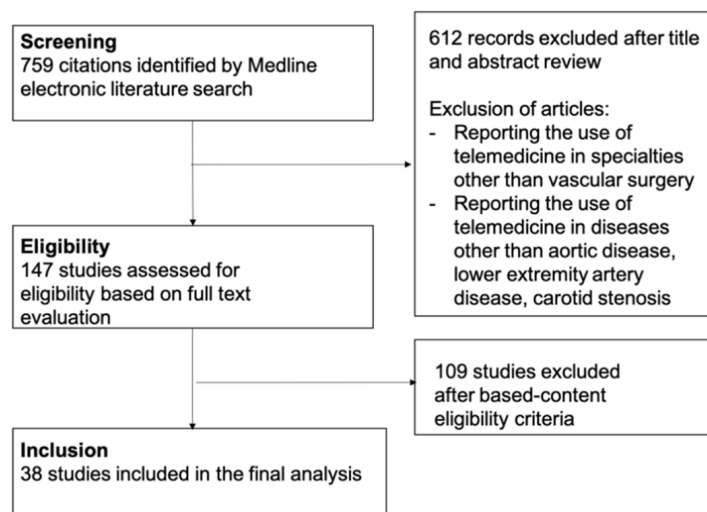 Screening
759 citations identified by Medline
electronic literature search
612 records excluded after title
and abstract review
Exclusion of articles:
- Reporting the use of
telemedicine in specialties
other than vascular surgery
- Reporting the use of
telemedicine in diseases
other than aortic disease,
lower extremity artery
disease, carotid stenosis
Eligibility
147 studies assessed for
eligibility based on full text
evaluation
109 studies excluded
after based-content
eligibility criteria
Inclusion
38 studies included in the final analysis